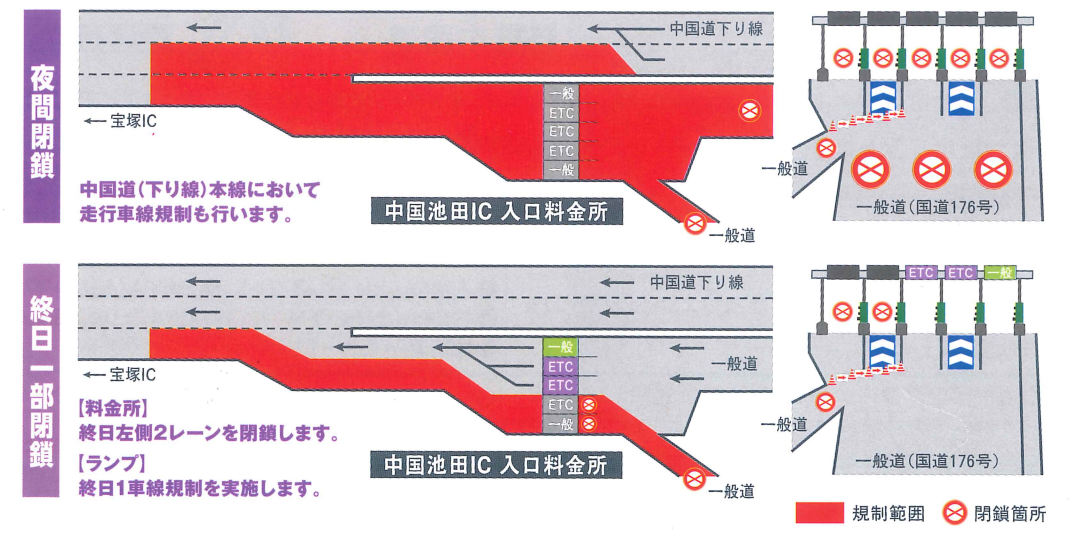 夜間閉鎖
中国道下り線
←宝塚IC
一般
ETC
ETC
ETC
一般
中国道(下り線)本線において
走行車線規制も行います。
中国池田IC 入口料金所
一般道
一般道
一般道(国道176号)
終日一部閉鎖
中国道下り線
←宝塚IC
一般
ETC
ETC
ETC
一般
一般道
【料金所】
終日左側2レーンを閉鎖します。
【ランプ】
終日1車線規制を実施します。
中国池田IC 入口料金所
一般道
ETC
ETC
一般
一般道
一般道(国道176号)
規制範囲
閉鎖箇所